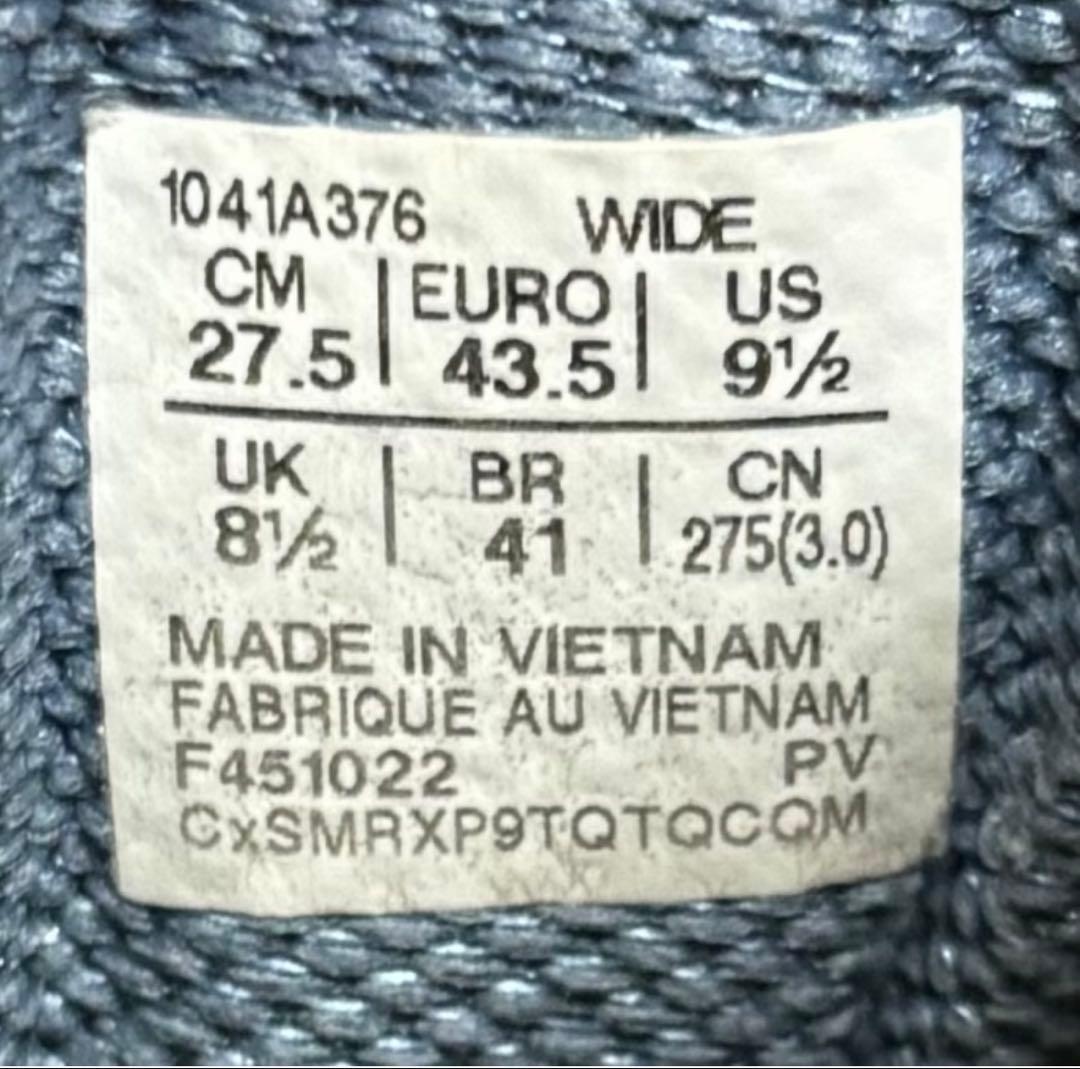 1041A376 WIDE
CM | EURO | US
27.5 | 43.5 | 9½
UK | BR | CN
8½ | 41 | 275(3.0)
MADE IN VIETNAM
FABRIQUE AU VIETNAM
F451022 PV
CxSMRXP9TQTQCQM